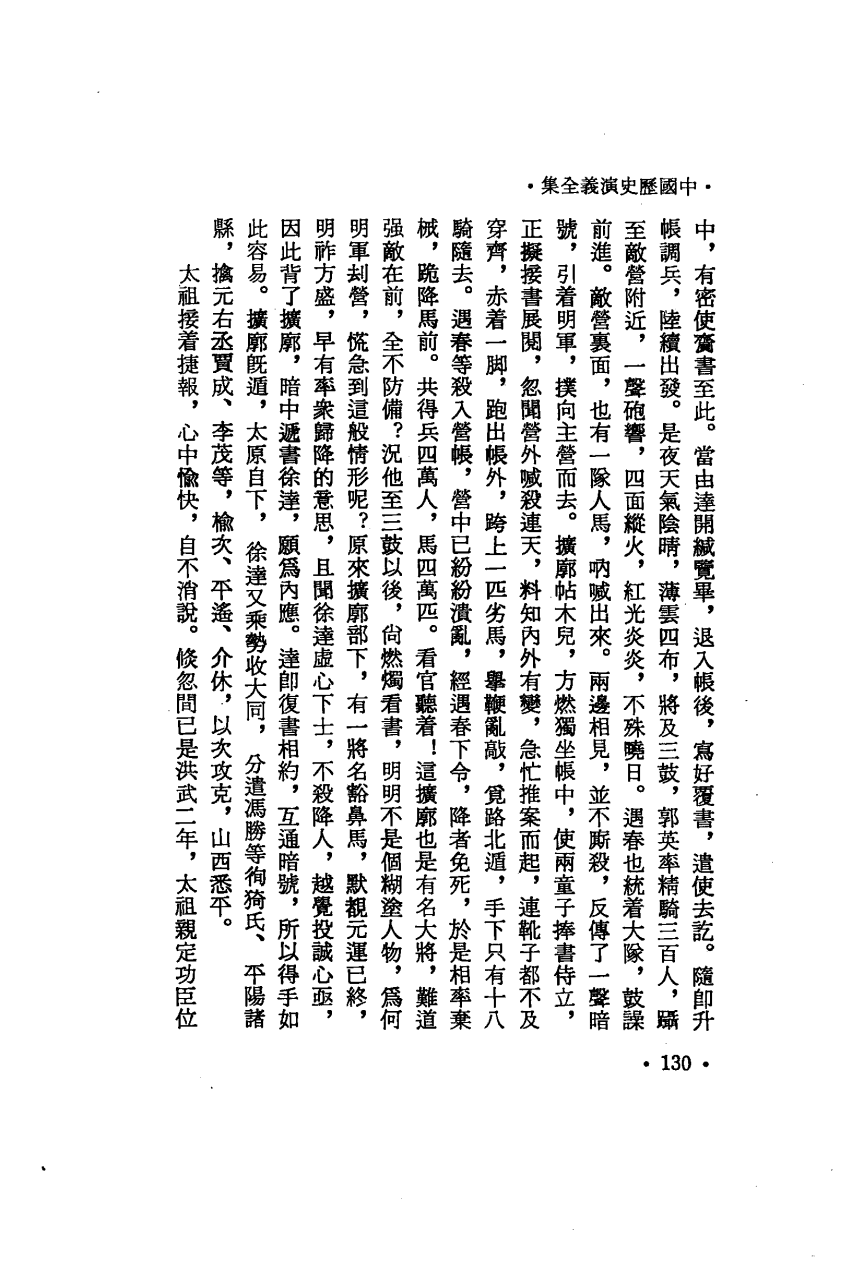 ·中國歷史演義全集·
中，有密使齎書至此。當由達開緘覽畢，退入帳後，寫好覆書，遣使去訖。隨卽升
帳調兵，陸續出發。是夜天氣陰晴，薄雲四布，將及三鼓，郭英率精騎三百人，躡
至敵營附近，一聲砲響，四面縱火，紅光炎炎，不殊曉日。遇春也統着大隊，鼓譟
前進。敵營裏面，也有一隊人馬，吶喊出來。兩邊相見，並不廝殺，反傳了一聲暗
號，引着明軍，撲向主營而去。擴廓帖木兒，方燃獨坐帳中，使兩童子捧書侍立，
正擬接書展閱，忽聞營外喊殺連天，料知內外有變，急忙推案而起，連靴子都不及
穿齊，赤着一脚，跑出帳外，跨上一匹劣馬，舉鞭亂敲，覓路北遁，手下只有十八
騎隨去。遇春等殺入營帳，營中已紛紛潰亂，經遇春下令，降者免死，於是相率棄
械，跪降馬前。共得兵四萬人，馬四萬匹。看官聽着！這擴廓也是有名大將，難道
强敵在前，全不防備？況他至三鼓以後，尙燃燭看書，明明不是個糊塗人物，爲何
明軍刦營，慌急到這般情形呢？原來擴廓部下，有一將名豁鼻馬，默覩元運已終，
明祚方盛，早有率衆歸降的意思，且聞徐達虛心下士，不殺降人，越覺投誠心亟，
因此背了擴廓，暗中遞書徐達，願爲內應。達卽復書相約，互通暗號，所以得手如
此容易。擴廓旣遁，太原自下，徐達又乘勢收大同，分遣馮勝等徇猗氏、平陽諸
縣，擒元右丞賈成、李茂等，楡次、平遙、介休，以次攻克，山西悉平。
太祖接着捷報，心中愉快，自不消說。倏忽間已是洪武二年，太祖親定功臣位
·130·